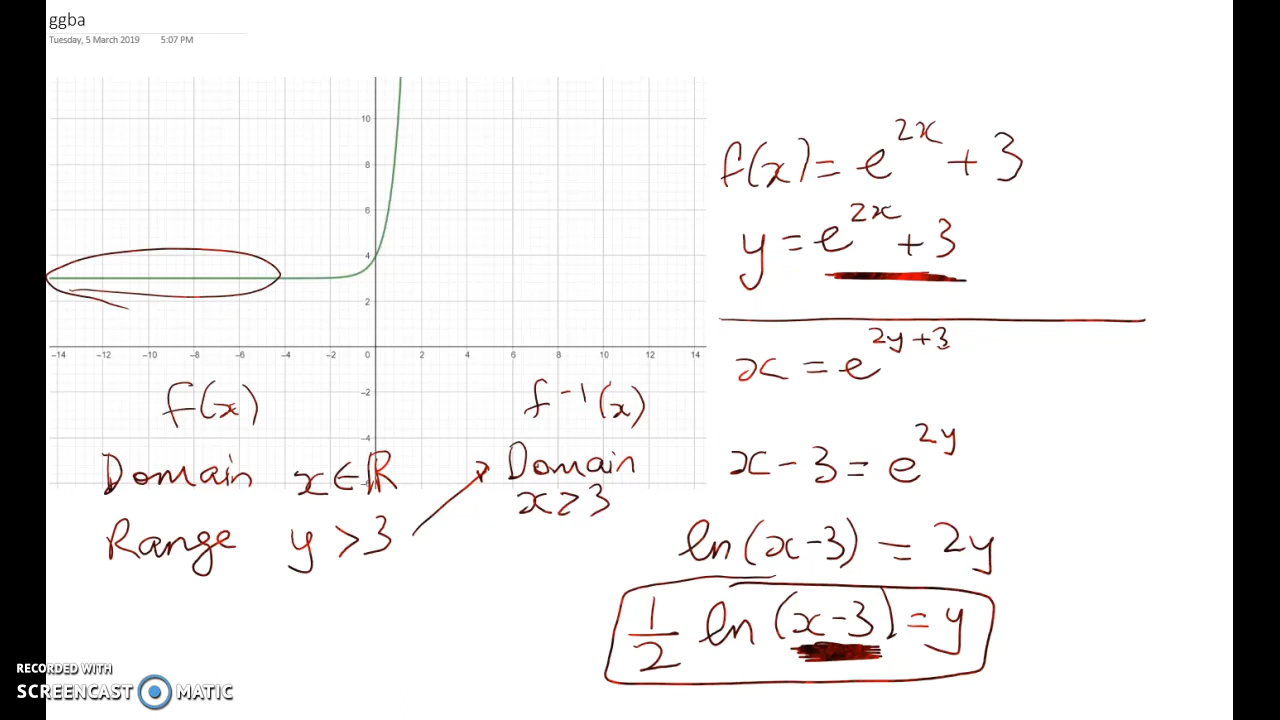 ggba
Tuesday, 5 March 2019 5:07 PM
10
8
6
4
2
-14 -12 -10 -8 -6 -4 -2 0 2 4 6 8 10 12 14
-2
-4
f(x)
Domain x∈ℝ
Range y > 3
f⁻¹(x)
Domain
x > 3
f(x) = e^{2x} + 3
y = e^{2x} + 3
x = e^{2y + 3}
x - 3 = e^{2y}
ln(x-3) = 2y
1/2 ln(x-3) = y
RECORDED WITH
SCREENCAST MATIC